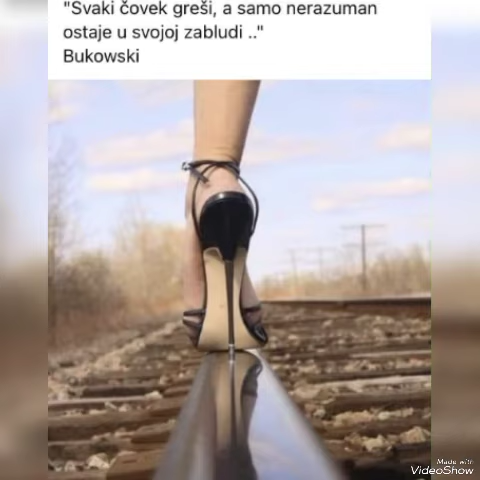 "Svaki čovek greši, a samo nerazuman
ostaje u svojoj zabludi .."
Bukowski
Made with
VideoShow